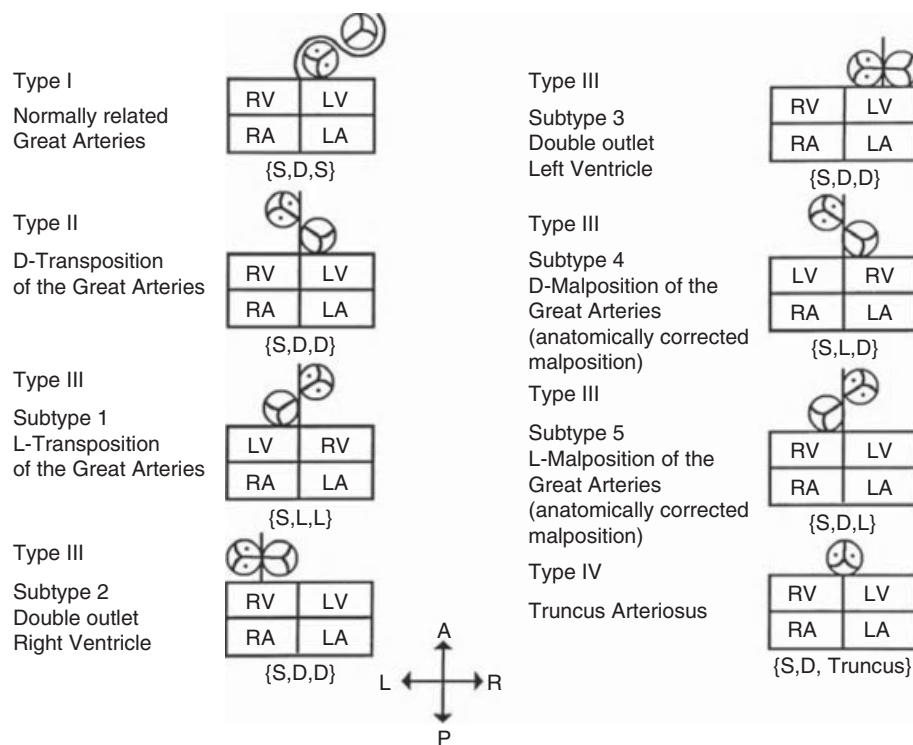 Type I
Normally related
Great Arteries
RV LV
RA LA
{S,D,S}
Type II
D-Transposition
of the Great Arteries
RV LV
RA LA
{S,D,D}
Type III
Subtype 1
L-Transposition
of the Great Arteries
LV RV
RA LA
{S,L,L}
Type III
Subtype 2
Double outlet
Right Ventricle
RV LV
RA LA
{S,D,D}
A
L R
P
Type III
Subtype 3
Double outlet
Left Ventricle
RV LV
RA LA
{S,D,D}
Type III
Subtype 4
D-Malposition of the
Great Arteries
(anatomically corrected
malposition)
LV RV
RA LA
{S,L,D}
Type III
Subtype 5
L-Malposition of the
Great Arteries
(anatomically corrected
malposition)
RV LV
RA LA
{S,D,L}
Type IV
Truncus Arteriosus
RV LV
RA LA
{S,D, Truncus}